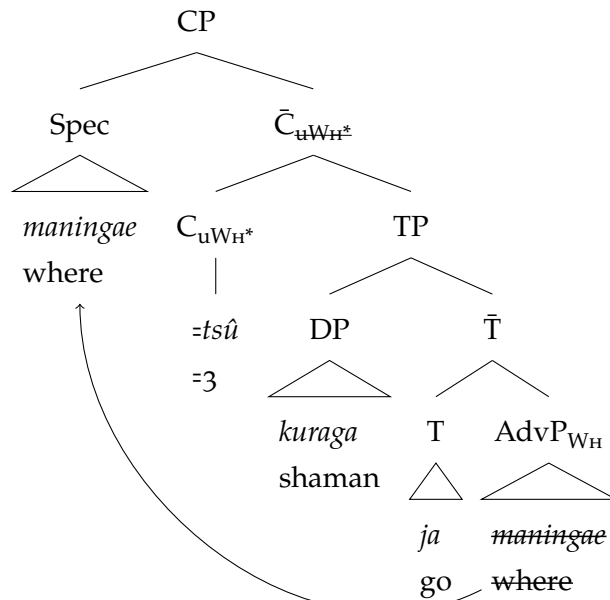 CP
Spec C̄uWH*
maningae CuWH* TP
where
=tsû DP T̄
=3
kuraga T AdvPWH
shaman
ja maningae
go where